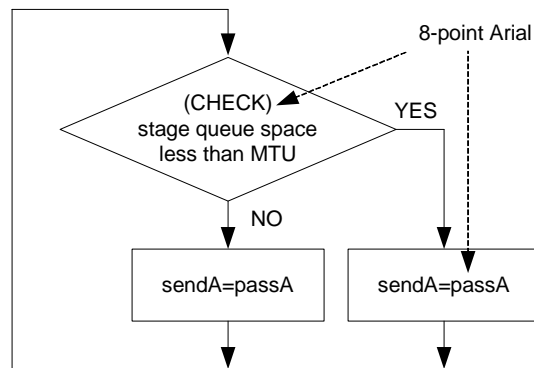 8-point Arial
(CHECK)
stage queue space
less than MTU
YES
NO
sendA=passA
sendA=passA